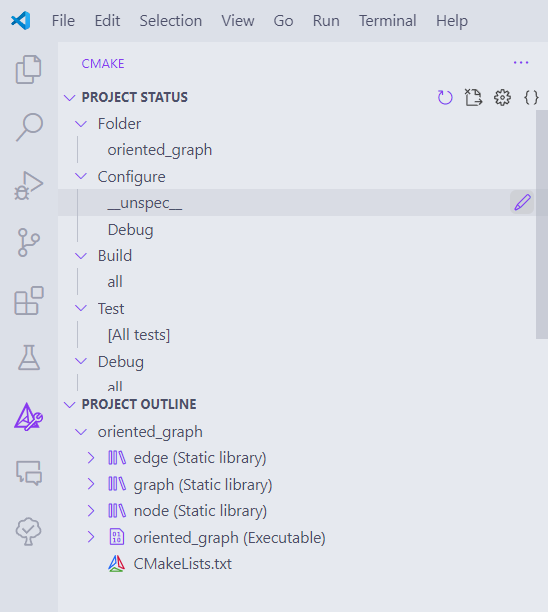 File Edit Selection View Go Run Terminal Help
CMAKE
PROJECT STATUS
Folder
oriented_graph
Configure
__unspec__
Debug
Build
all
Test
[All tests]
Debug
all
PROJECT OUTLINE
oriented_graph
edge (Static library)
graph (Static library)
node (Static library)
oriented_graph (Executable)
CMakeLists.txt